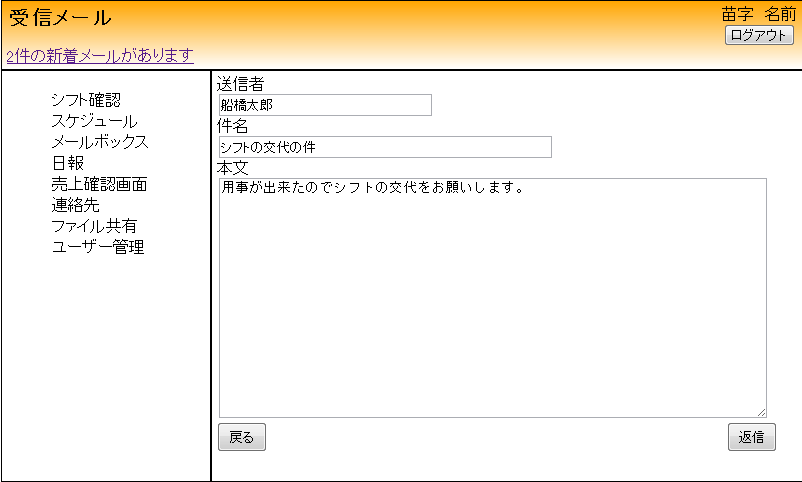 受信メール
苗字 名前
ログアウト
2件の新着メールがあります
シフト確認
スケジュール
メールボックス
日報
売上確認画面
連絡先
ファイル共有
ユーザー管理
送信者
船橋太郎
件名
シフトの交代の件
本文
用事が出来たのでシフトの交代をお願いします。
戻る
返信